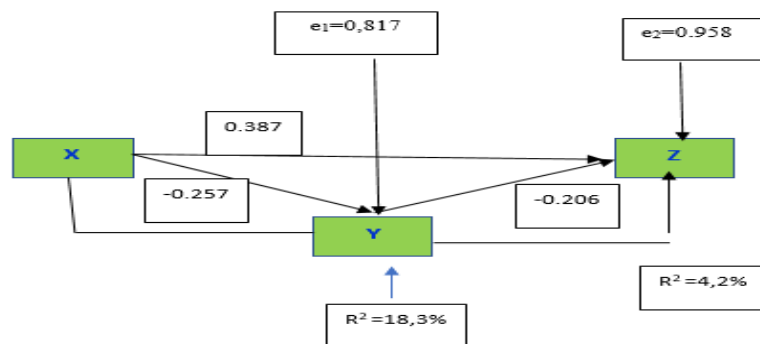 e₁=0,817
e₂=0.958
0.387
X
Z
-0.257
-0.206
Y
R² =4,2%
R² =18,3%